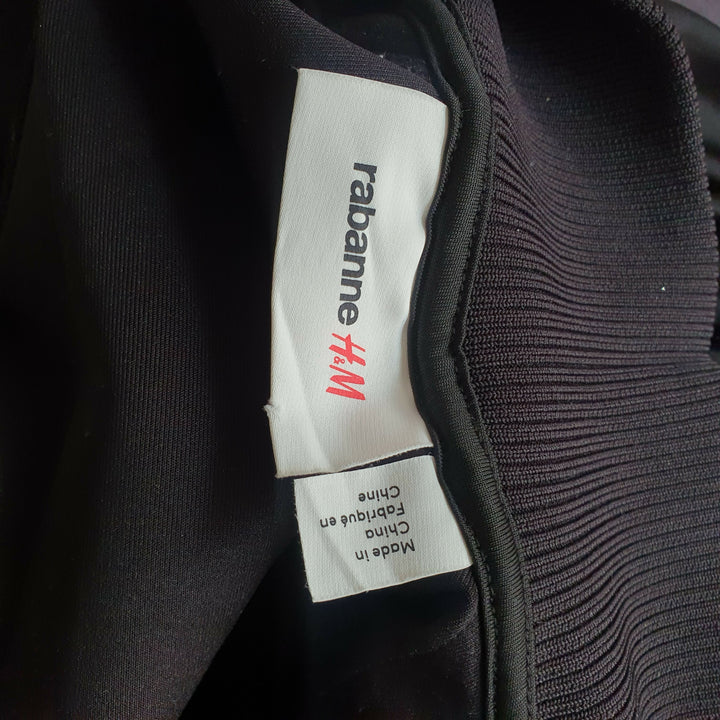 rabanne H&M
Made in
China
Fabriqué en
Chine